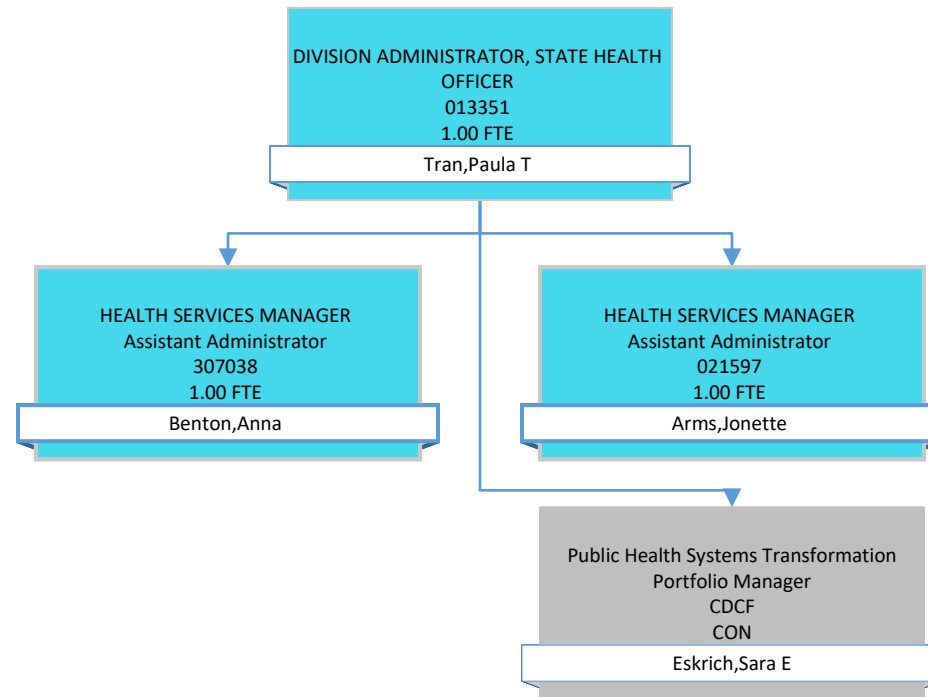 DIVISION ADMINISTRATOR, STATE HEALTH
OFFICER
013351
1.00 FTE
Tran,Paula T
HEALTH SERVICES MANAGER
Assistant Administrator
307038
1.00 FTE
Benton,Anna
HEALTH SERVICES MANAGER
Assistant Administrator
021597
1.00 FTE
Arms,Jonette
Public Health Systems Transformation
Portfolio Manager
CDCF
CON
Eskrich,Sara E